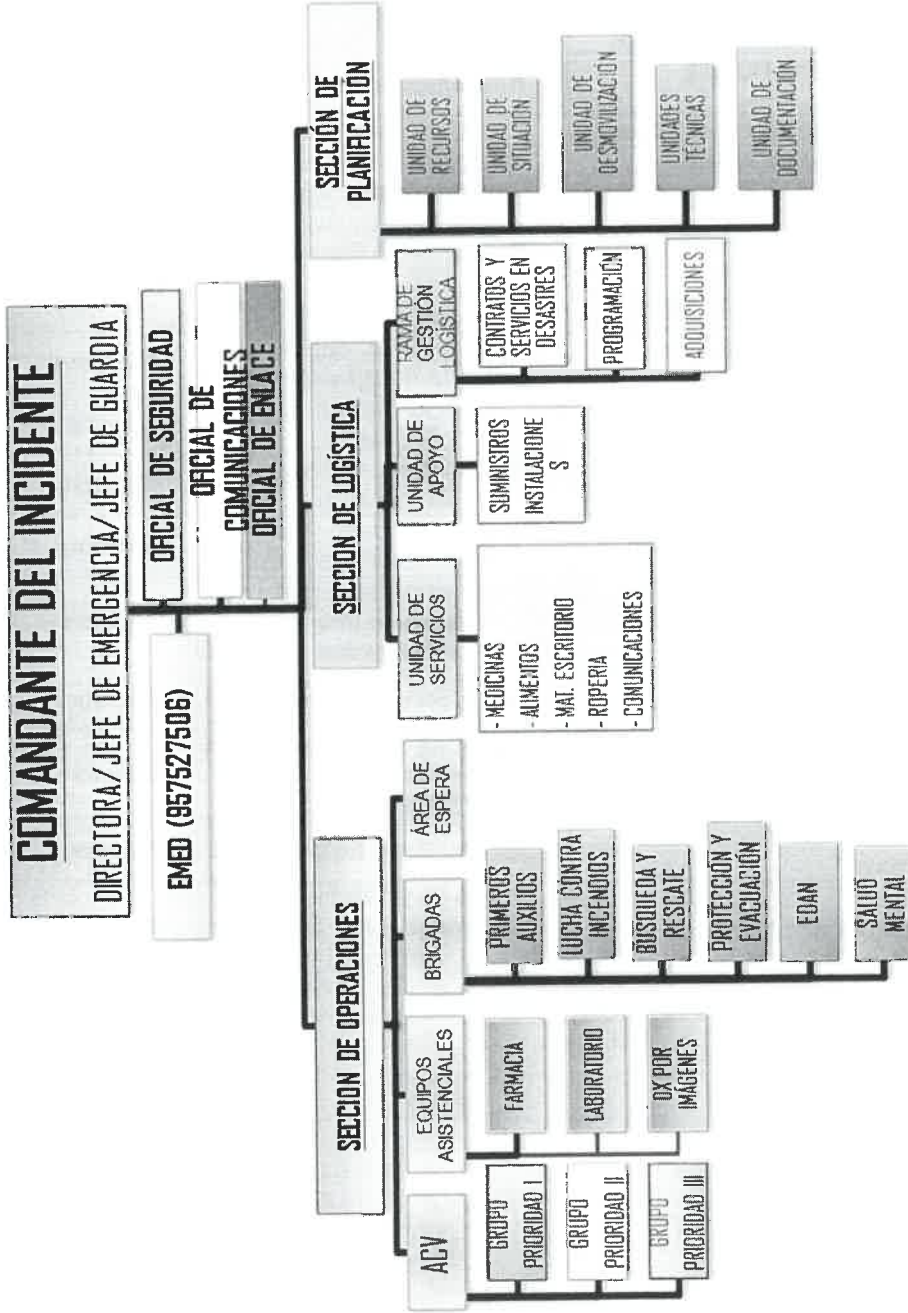 COMANDANTE DEL INCIDENTE
DIRECTORA/JEFE DE EMERGENCIA/JEFE DE GUARDIA
EMED (957527506)
OFICIAL DE SEGURIDAD
OFICIAL DE
COMUNICACIONES
OFICIAL DE ENLACE
SECCION DE OPERACIONES
ACV
GRUPO
PRIORIDAD I
GRUPO
PRIORIDAD II
GRUPO
PRIORIDAD III
EQUIPOS
ASISTENCIALES
FARMACIA
LABORATORIO
DX POR
IMÁGENES
BRIGADAS
PRIMEROS
AUXILIOS
LUCHA CONTRA
INCENDIOS
BUSQUEDA Y
RESCATE
PROTECCIÓN Y
EVACUACIÓN
EDAN
SALUD
MENTAL
ÁREA DE
ESPERA
SECCION DE LOGÍSTICA
UNIDAD DE
SERVICIOS
- MEDICINAS
- ALIMENTOS
- MAT. ESCRITORIO
- ROPERIA
- COMUNICACIONES
UNIDAD DE
APOYO
SUMINISTROS
INSTALACIONE
S
RAMA DE
GESTIÓN
LOGÍSTICA
CONTRATOS Y
SERVICIOS EN
DESASTRES
PROGRAMACIÓN
ADQUISICIONES
SECCIÓN DE
PLANIFICACION
UNIDAD DE
RECURSOS
UNIDAD DE
SITUACIÓN
UNIDAD DE
DESMOVILIZACIÓN
UNIDADES
TÉCNICAS
UNIDAD DE
DOCUMENTACIÓN